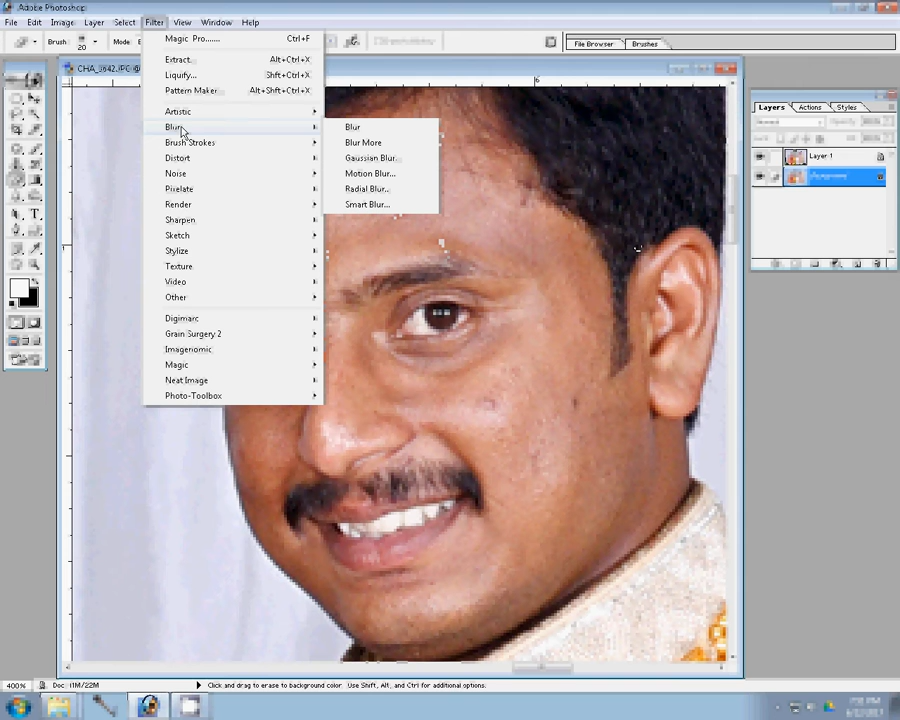 Adobe Photoshop
File Edit Image Layer Select Filter View Window Help
Brush: 20 Mode: File Browser Brushes
Magic Pro....... Ctrl+F
Extract... Alt+Ctrl+X
Liquify... Shft+Ctrl+X
Pattern Maker... Alt+Shft+Ctrl+X
Artistic
Blur
Brush Strokes
Distort
Noise
Pixelate
Render
Sharpen
Sketch
Stylize
Texture
Video
Other
Digimarc
Grain Surgery 2
Imagenomic
Magic
Neat Image
Photo-Toolbox
Blur
Blur More
Gaussian Blur...
Motion Blur...
Radial Blur...
Smart Blur...
6
Layers Actions Styles
Layer 1
400% Doc: 11M/22M Click and drag to erase to background color. Use Shift, Alt, and Ctrl for additional options.